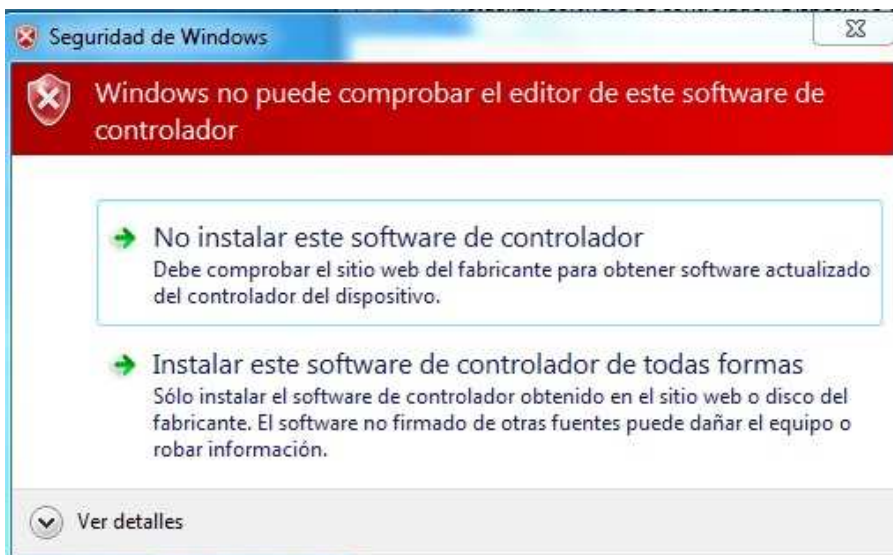 Seguridad de Windows
Windows no puede comprobar el editor de este software de
controlador
No instalar este software de controlador
Debe comprobar el sitio web del fabricante para obtener software actualizado
del controlador del dispositivo.
Instalar este software de controlador de todas formas
Sólo instalar el software de controlador obtenido en el sitio web o disco del
fabricante. El software no firmado de otras fuentes puede dañar el equipo o
robar información.
Ver detalles